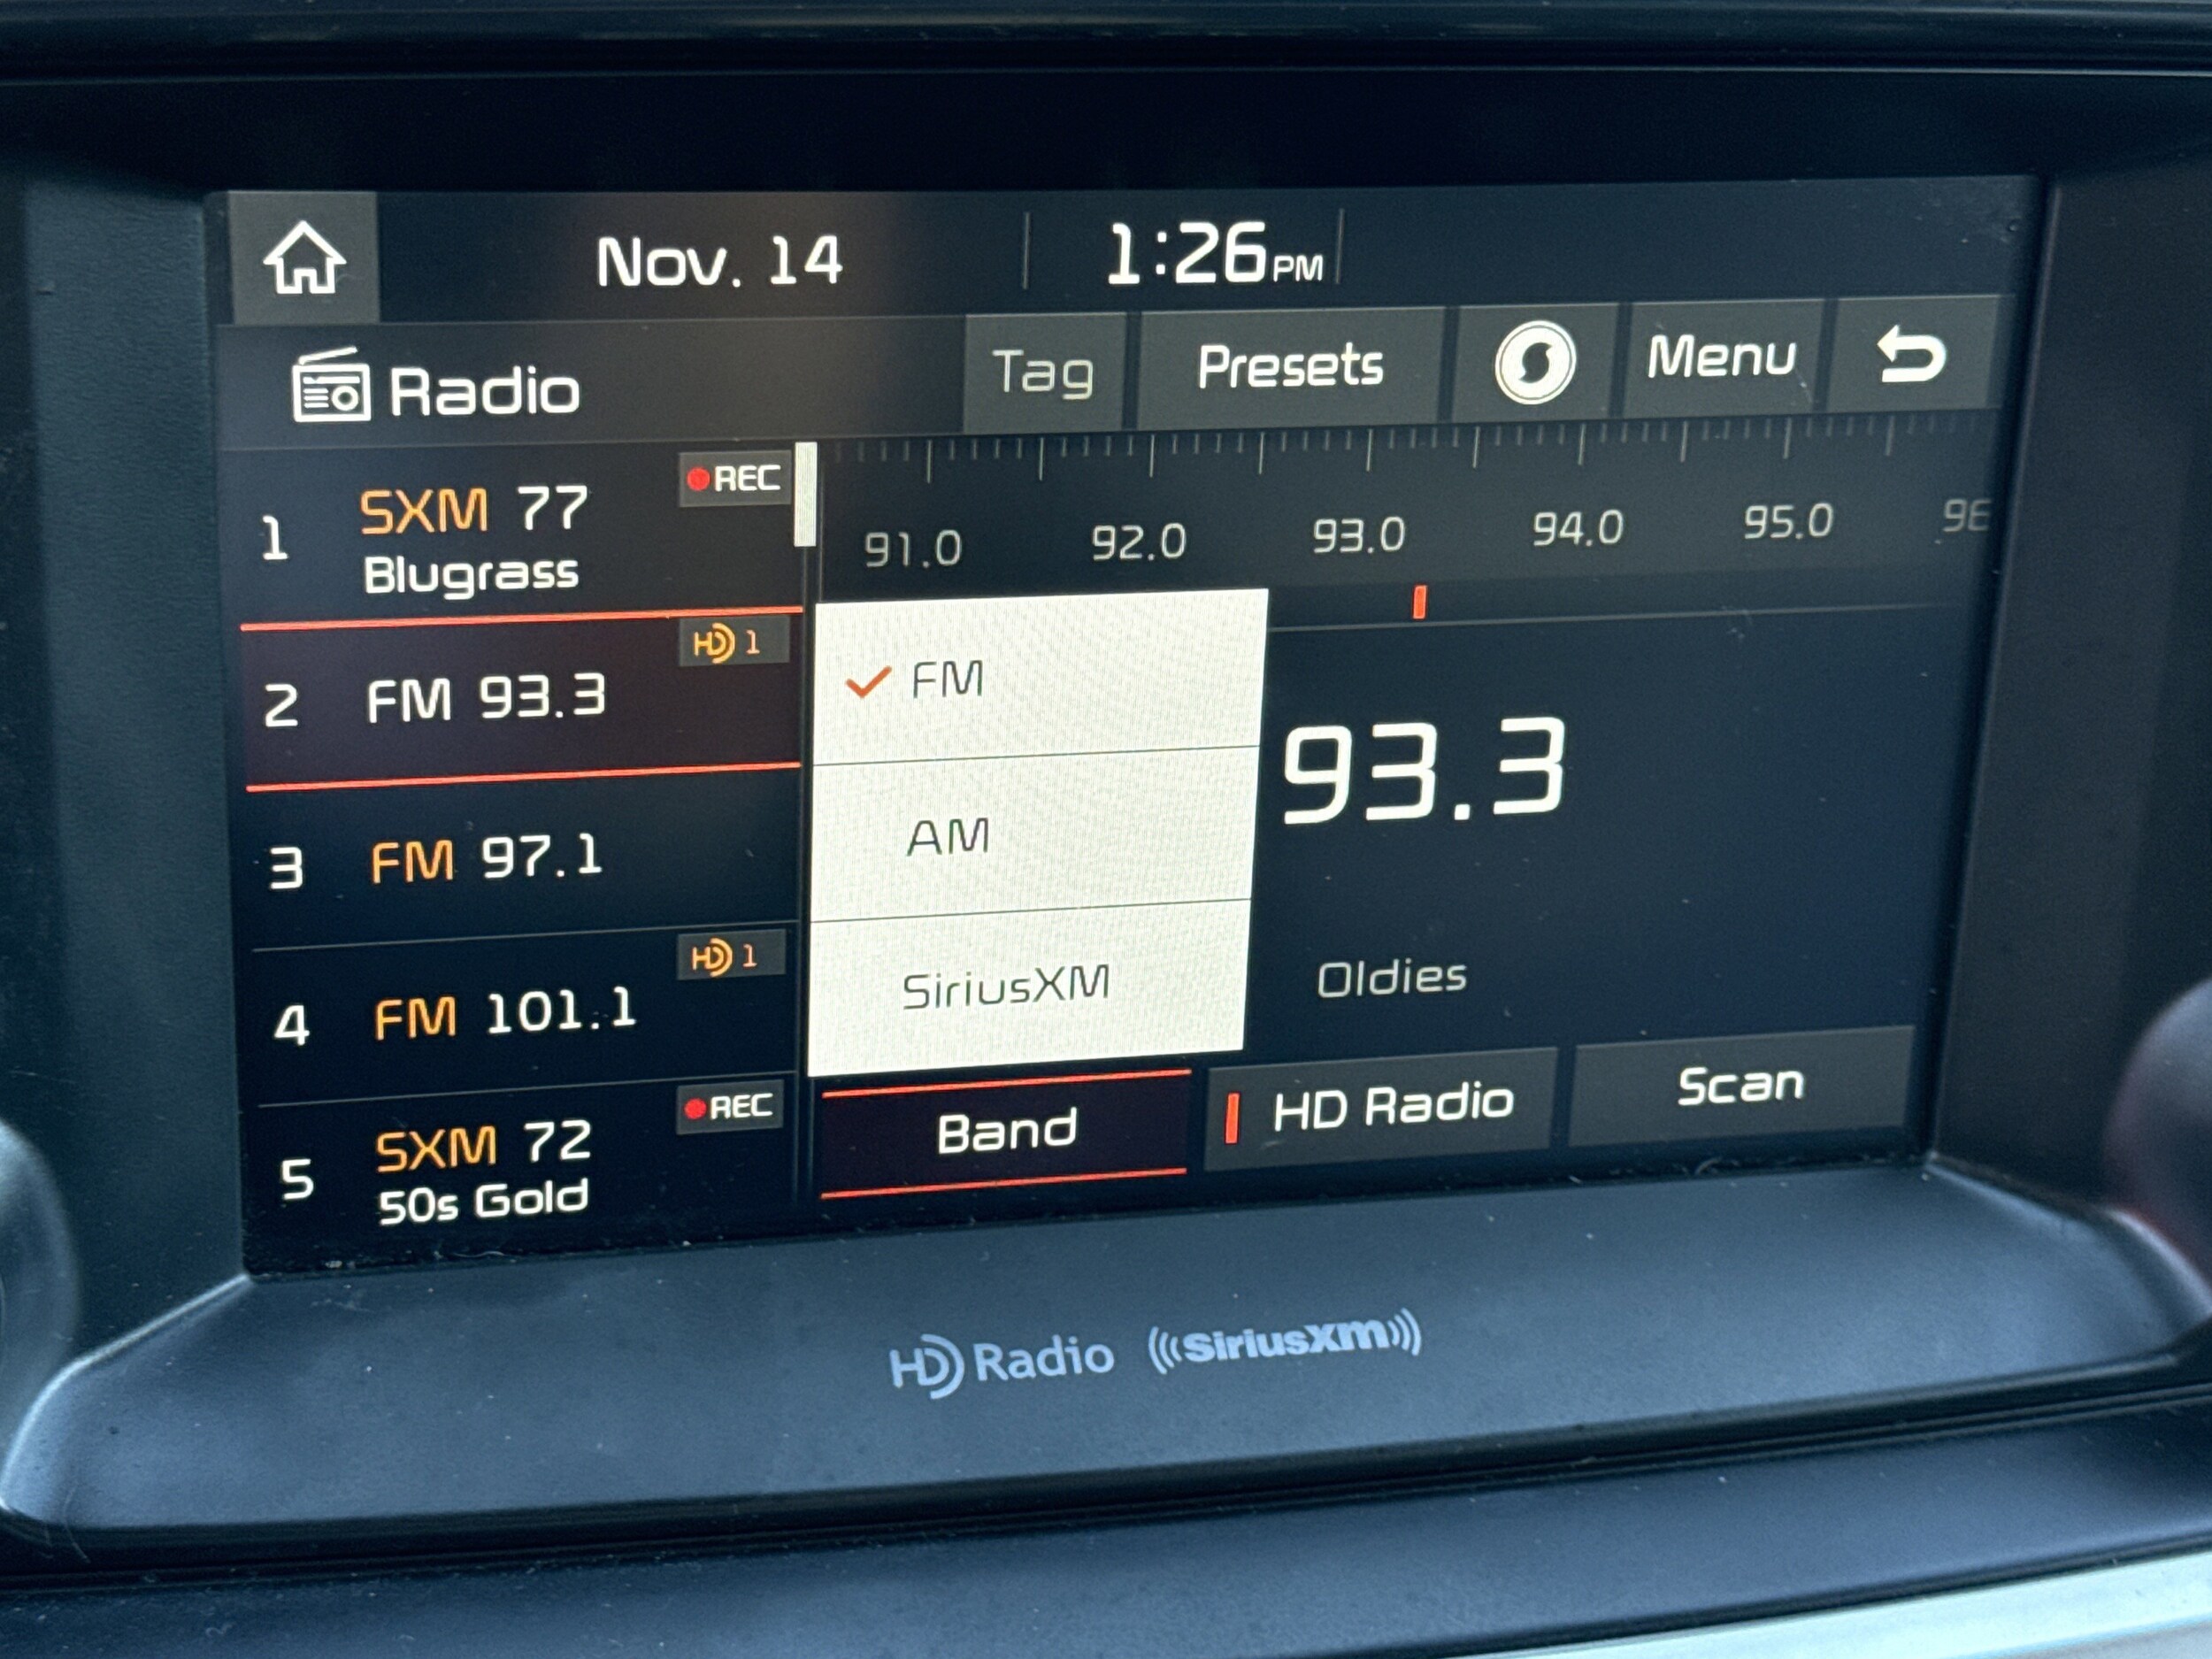 Nov. 14
1:26 PM
Radio
Tag
Presets
Menu
1 SXM 77
Blugrass
REC
2 FM 93.3
HD 1
3 FM 97.1
4 FM 101.1
HD 1
5 SXM 72
50s Gold
REC
91.0 92.0 93.0 94.0 95.0
FM
AM
SiriusXM
93.3
Oldies
Band
HD Radio
Scan
HD Radio ((SiriusXM))